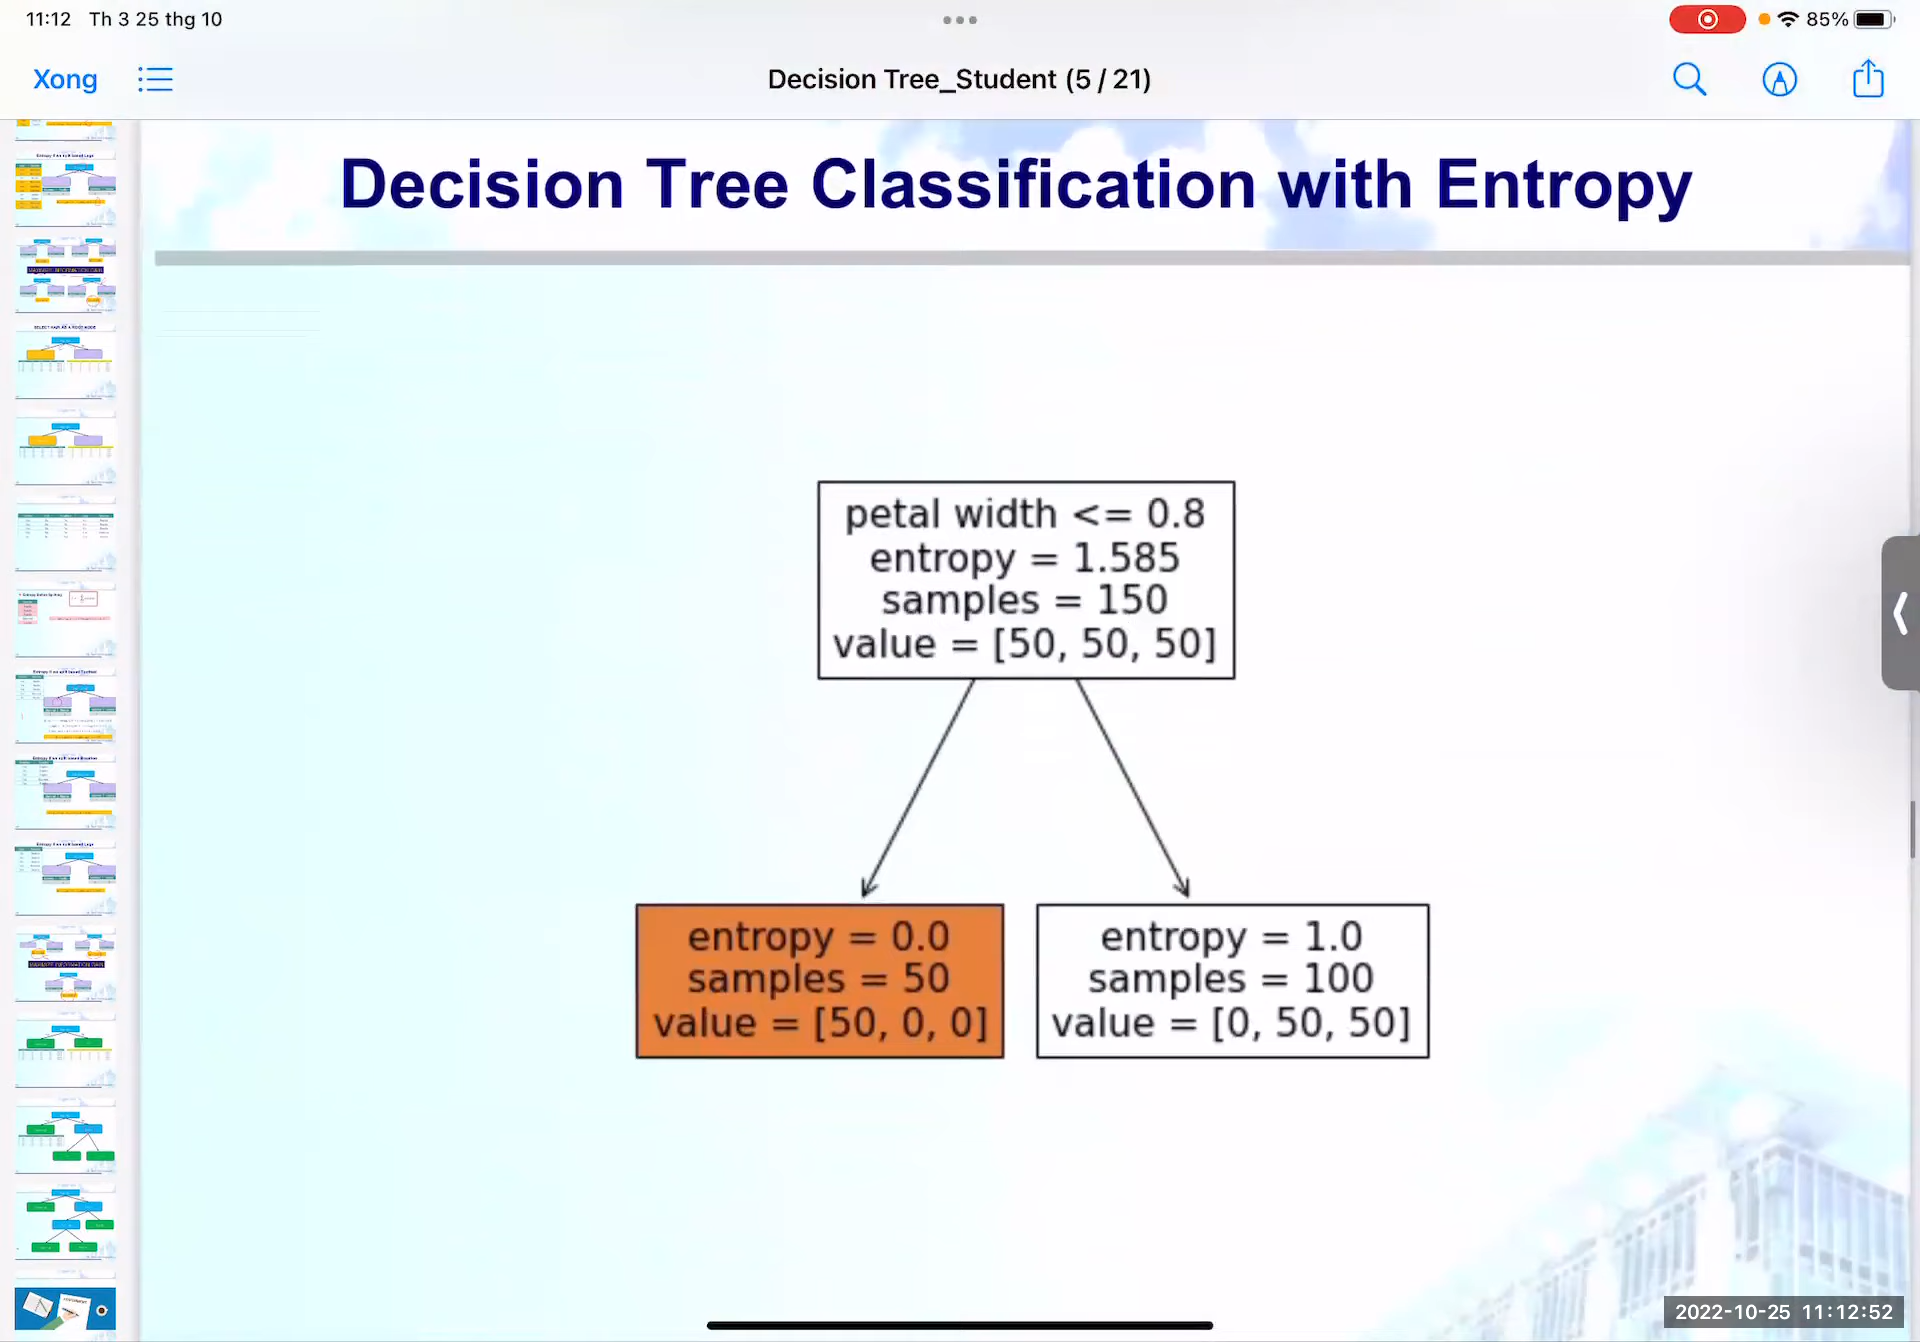 11:12 Th 3 25 thg 10
85%
Xong
Decision Tree_Student (5 / 21)
Decision Tree Classification with Entropy
petal width <= 0.8
entropy = 1.585
samples = 150
value = [50, 50, 50]
entropy = 0.0
samples = 50
value = [50, 0, 0]
entropy = 1.0
samples = 100
value = [0, 50, 50]
2022-10-25 11:12:52